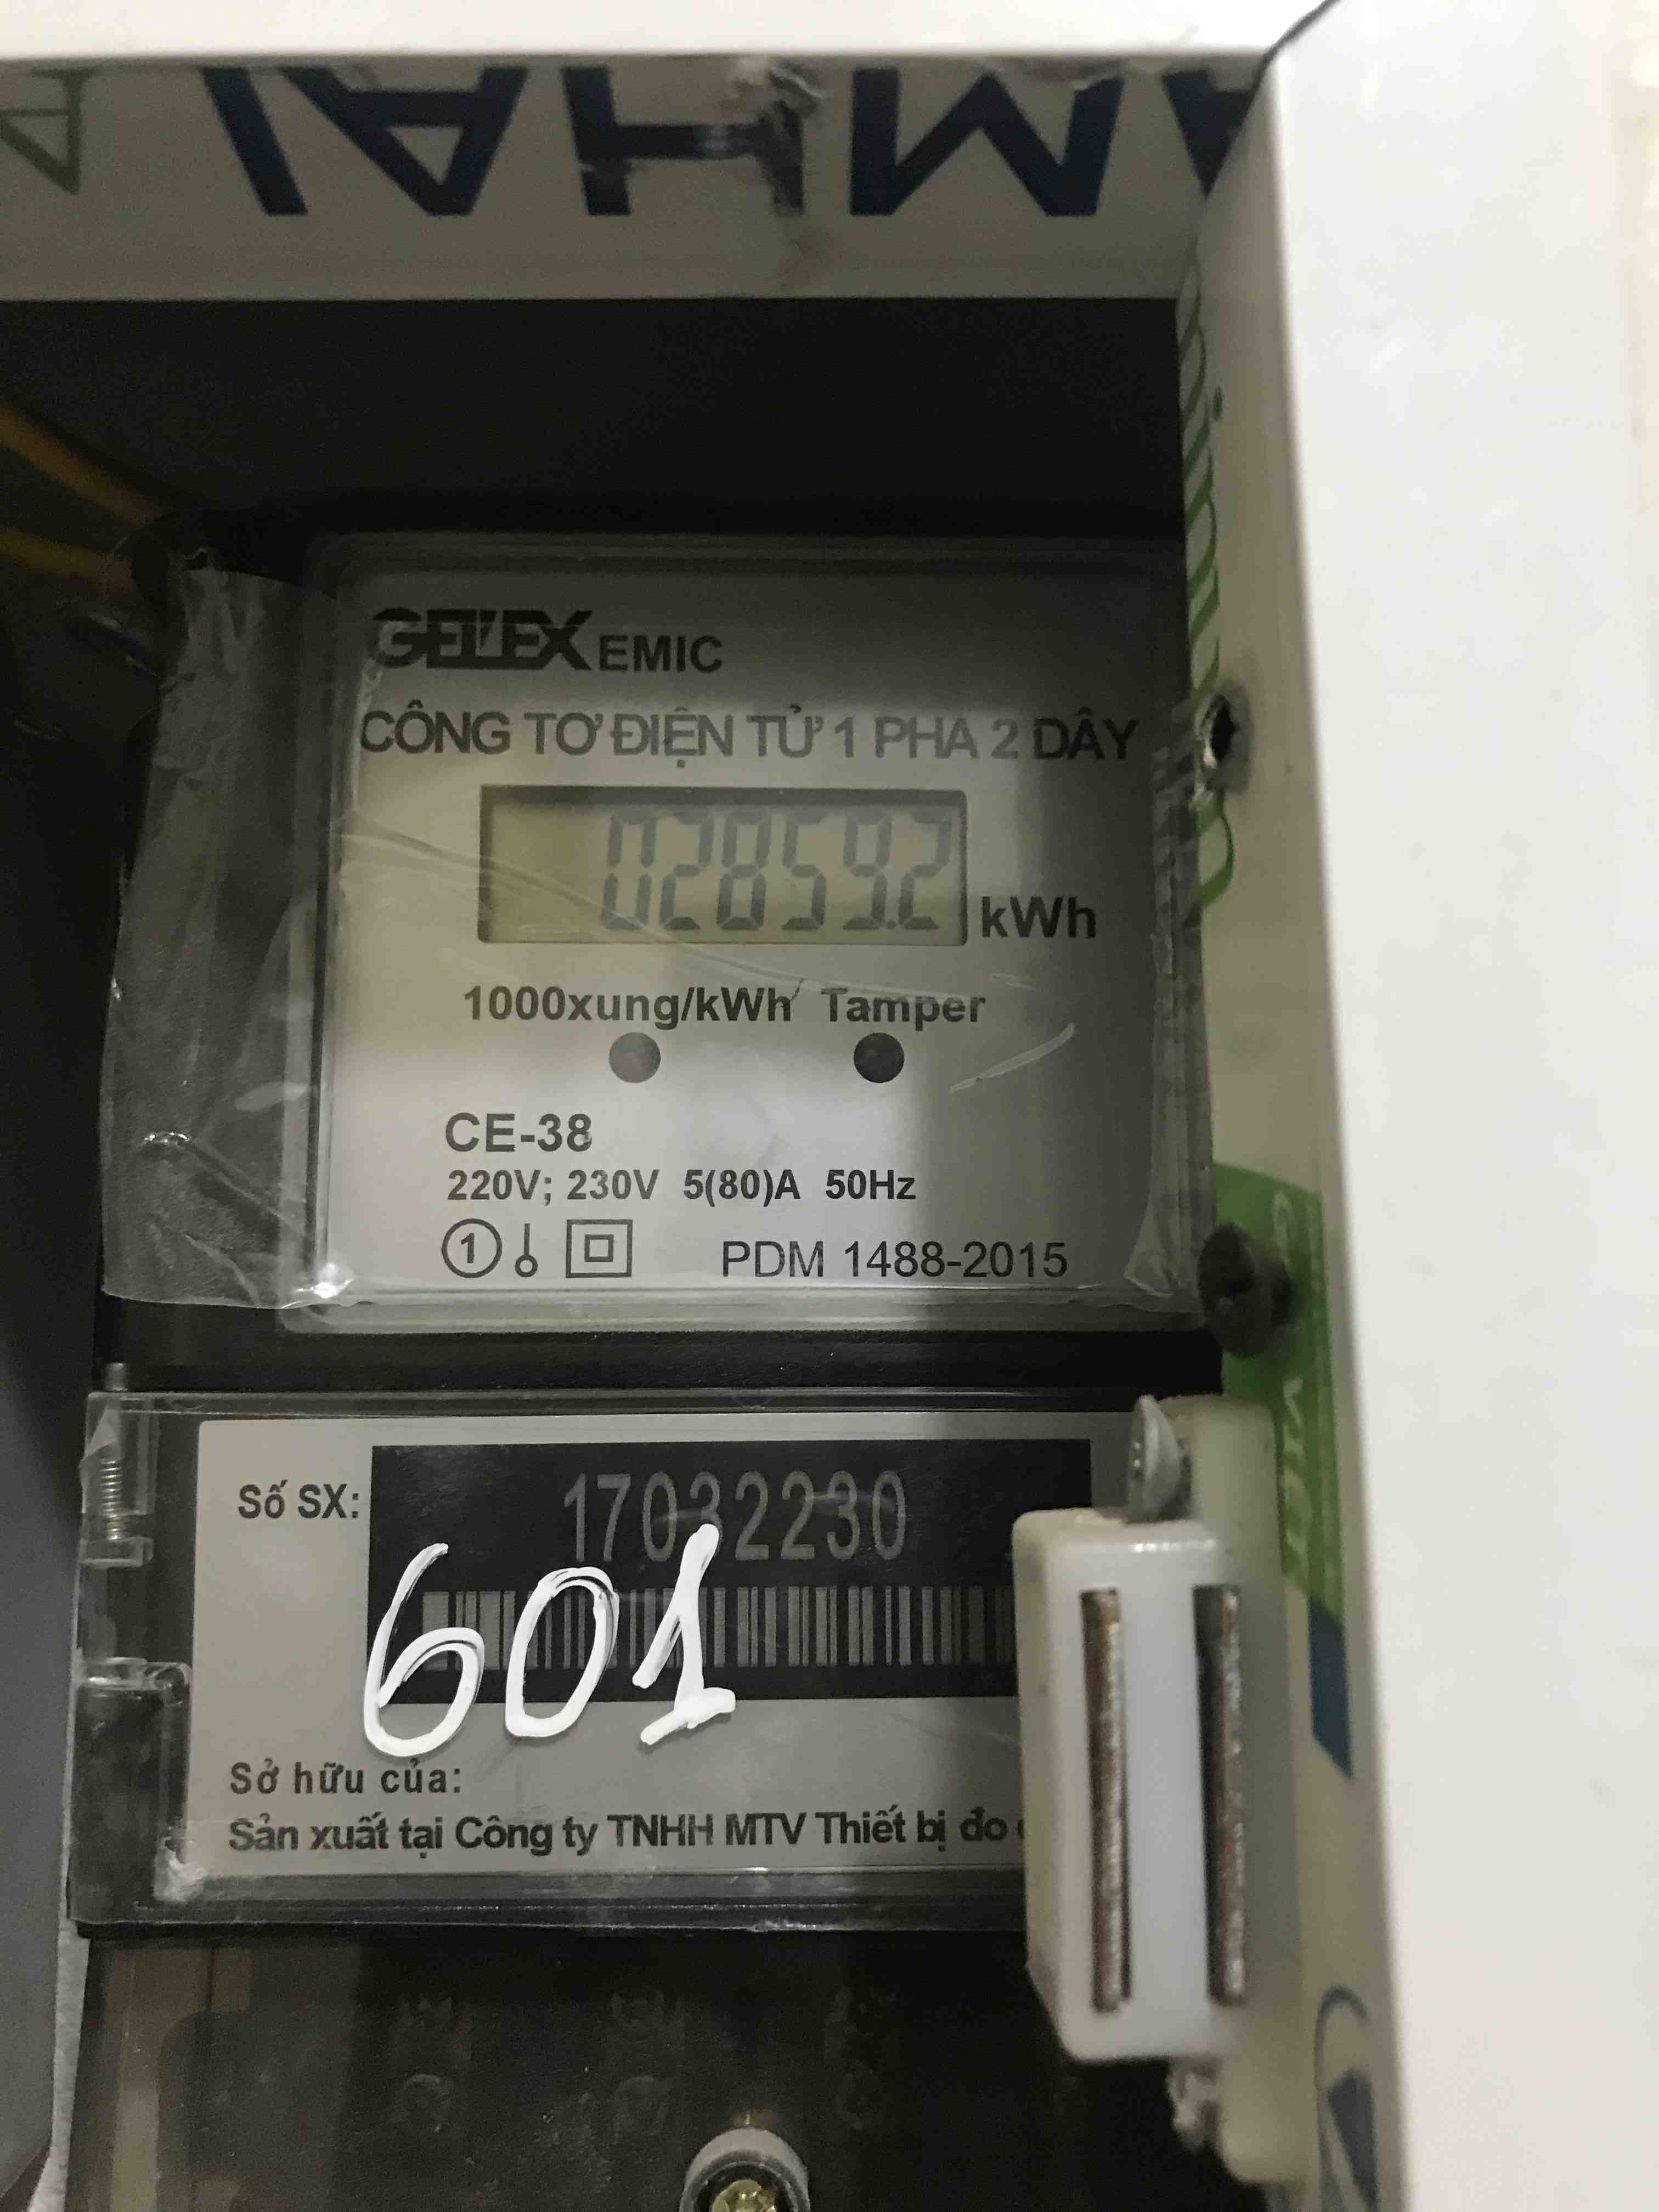 AMHAI
GELEX EMIC
CÔNG TƠ ĐIỆN TỬ 1 PHA 2 DÂY
02859.2 kWh
1000xung/kWh Tamper
CE-38
220V; 230V 5(80)A 50Hz
1 PDM 1488-2015
Số SX: 17032230
601
Sở hữu của:
Sản xuất tại Công ty TNHH MTV Thiết bị đo